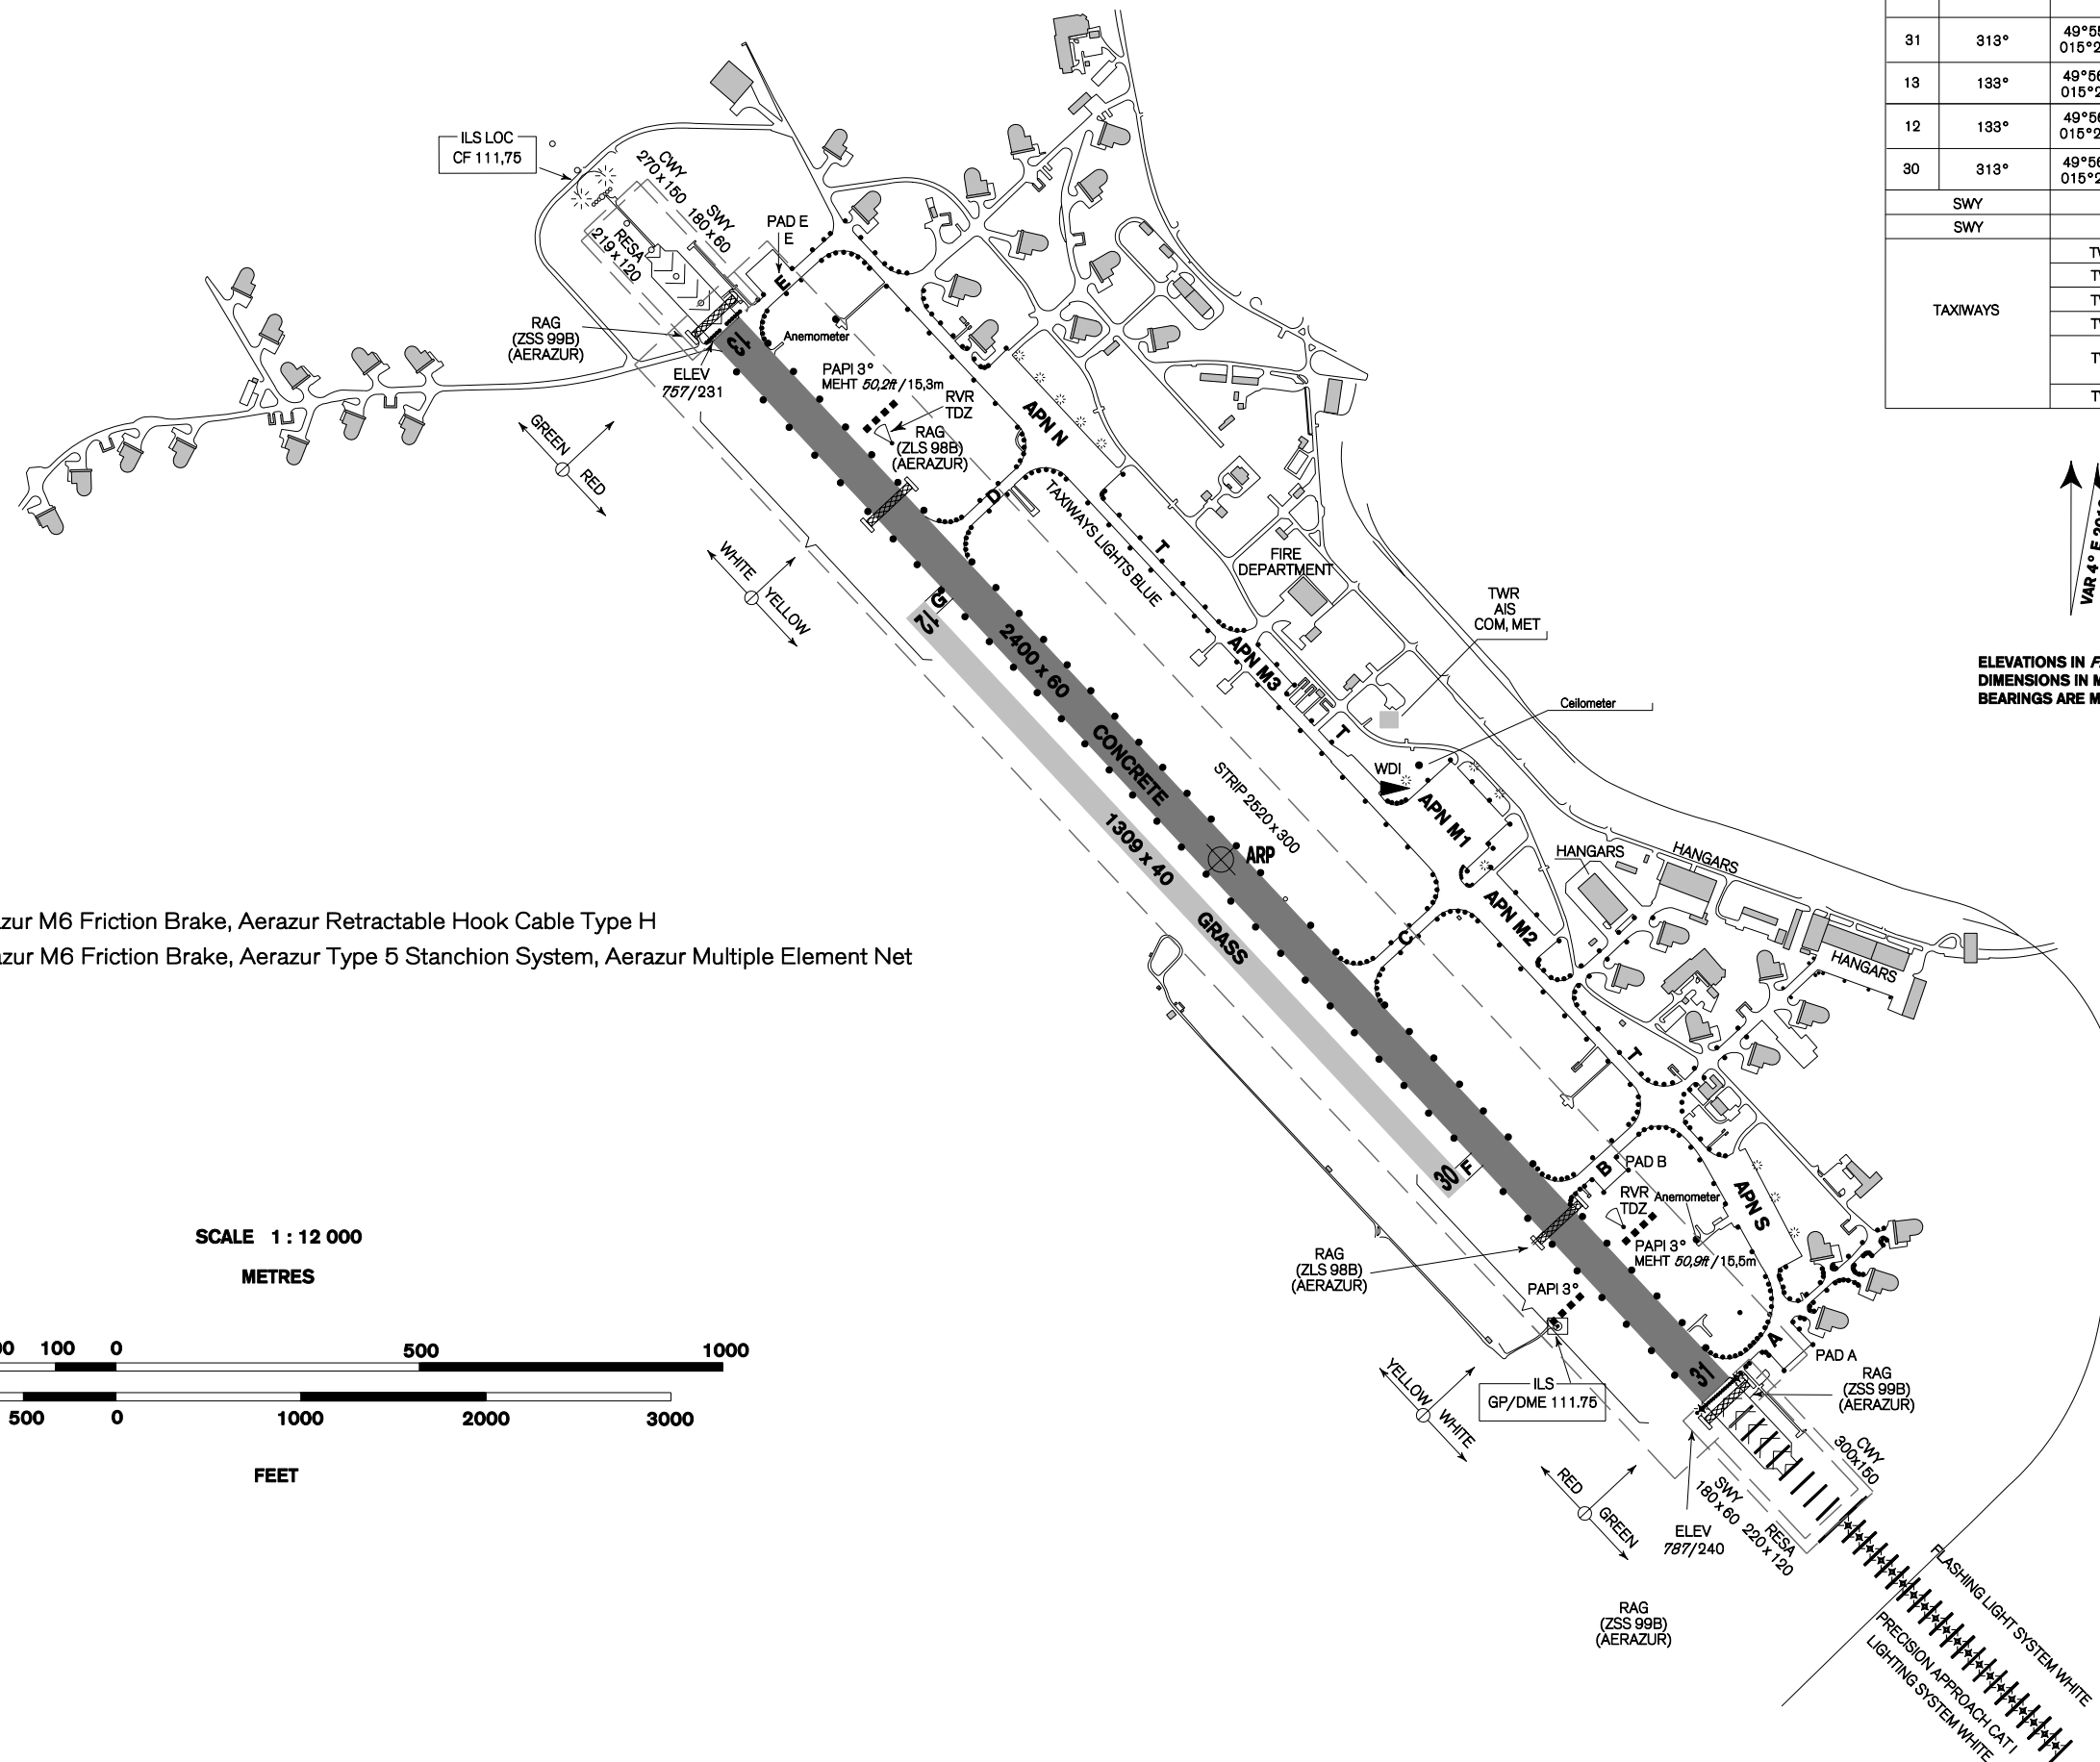 31 313°
13 133°
12 133°
30 313°
SWY
SWY
TAXIWAYS
ILS LOC
CF 111,75
CWY
270 x 150
SWY
180 x 60
RESA
219 x 120
PAD E
E
E
RAG
(ZSS 99B)
(AERAZUR)
13
Anemometer
ELEV
757/231
PAPI 3°
MEHT 50,2ft / 15,3m
RVR
TDZ
RAG
(ZLS 98B)
(AERAZUR)
APN N
GREEN
RED
D
TAXIWAYS LIGHTS BLUE
T
FIRE
DEPARTMENT
WHITE
YELLOW
G
12
2400 x 60
TWR
AIS
COM, MET
APN M3
T
Ceilometer
WDI
APN M1
CONCRETE
STRIP 2520 x 300
1309 x 40
ARP
HANGARS
HANGARS
HANGARS
APN M2
GRASS
C
VAR 4° E
ELEVATIONS IN
DIMENSIONS IN
BEARINGS ARE
M6 Friction Brake, Aerazur Retractable Hook Cable Type H
M6 Friction Brake, Aerazur Type 5 Stanchion System, Aerazur Multiple Element Net
T
30
F
B
PAD B
RVR
TDZ
Anemometer
APN S
PAPI 3°
MEHT 50,9ft / 15,5m
RAG
(ZLS 98B)
(AERAZUR)
PAPI 3°
SCALE 1 : 12 000
METRES
100 0 500 1000
500 0 1000 2000 3000
FEET
A
PAD A
31
RAG
(ZSS 99B)
(AERAZUR)
ILS
GP/DME 111.75
YELLOW
WHITE
CWY
300x150
RED
GREEN
SWY
180 x 60
RESA
220 x 120
ELEV
787/240
RAG
(ZSS 99B)
(AERAZUR)
FLASHING LIGHT SYSTEM WHITE
PRECISION APPROACH CAT I
LIGHTING SYSTEM WHITE